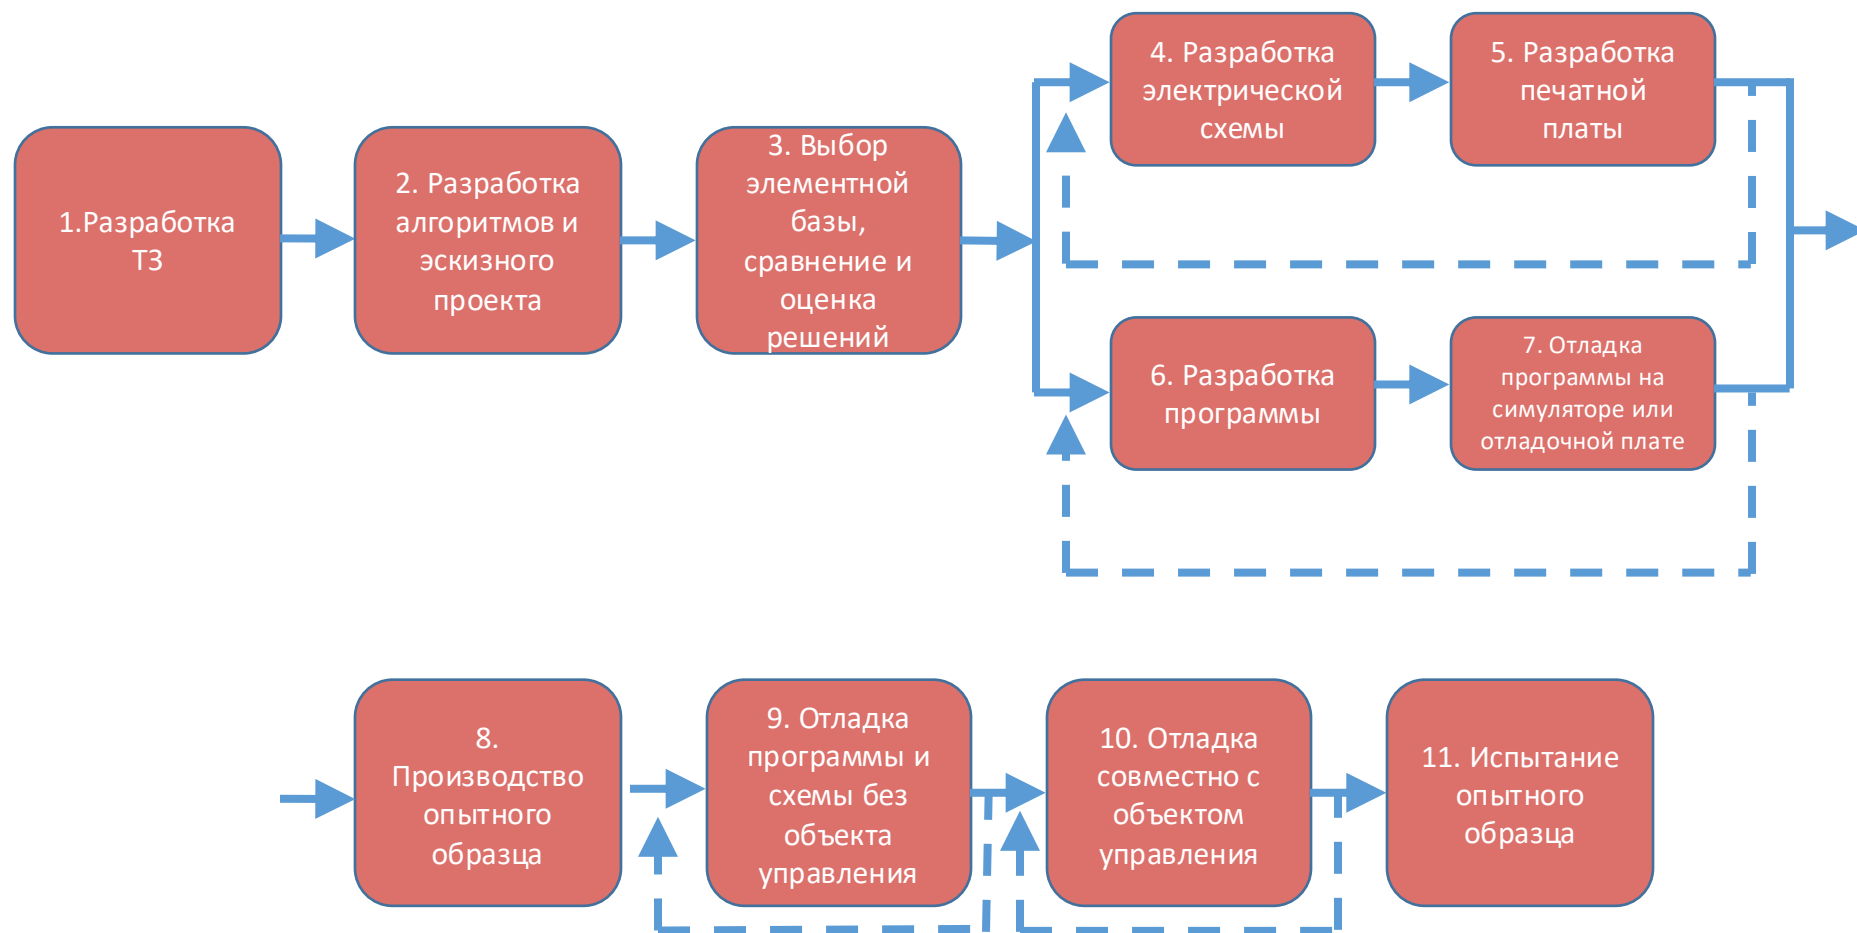 1.Разработка
ТЗ
2. Разработка
алгоритмов и
эскизного
проекта
3. Выбор
элементной
базы,
сравнение и
оценка
решений
4. Разработка
электрической
схемы
5. Разработка
печатной
платы
6. Разработка
программы
7. Отладка
программы на
симуляторе или
отладочной плате
8.
Производство
опытного
образца
9. Отладка
программы и
схемы без
объекта
управления
10. Отладка
совместно с
объектом
управления
11. Испытание
опытного
образца